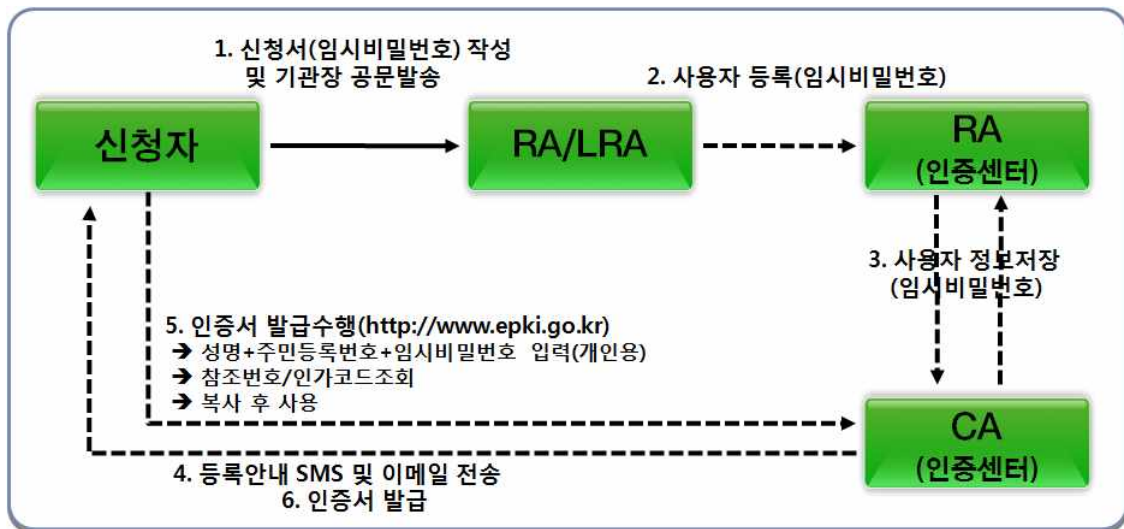 1. 신청서(임시비밀번호) 작성
및 기관장 공문발송
2. 사용자 등록(임시비밀번호)
신청자
RA/LRA
RA
(인증센터)
3. 사용자 정보저장
(임시비밀번호)
5. 인증서 발급수행(http://www.epki.go.kr)
➔ 성명+주민등록번호+임시비밀번호 입력(개인용)
➔ 참조번호/인가코드조회
➔ 복사 후 사용
CA
(인증센터)
4. 등록안내 SMS 및 이메일 전송
6. 인증서 발급